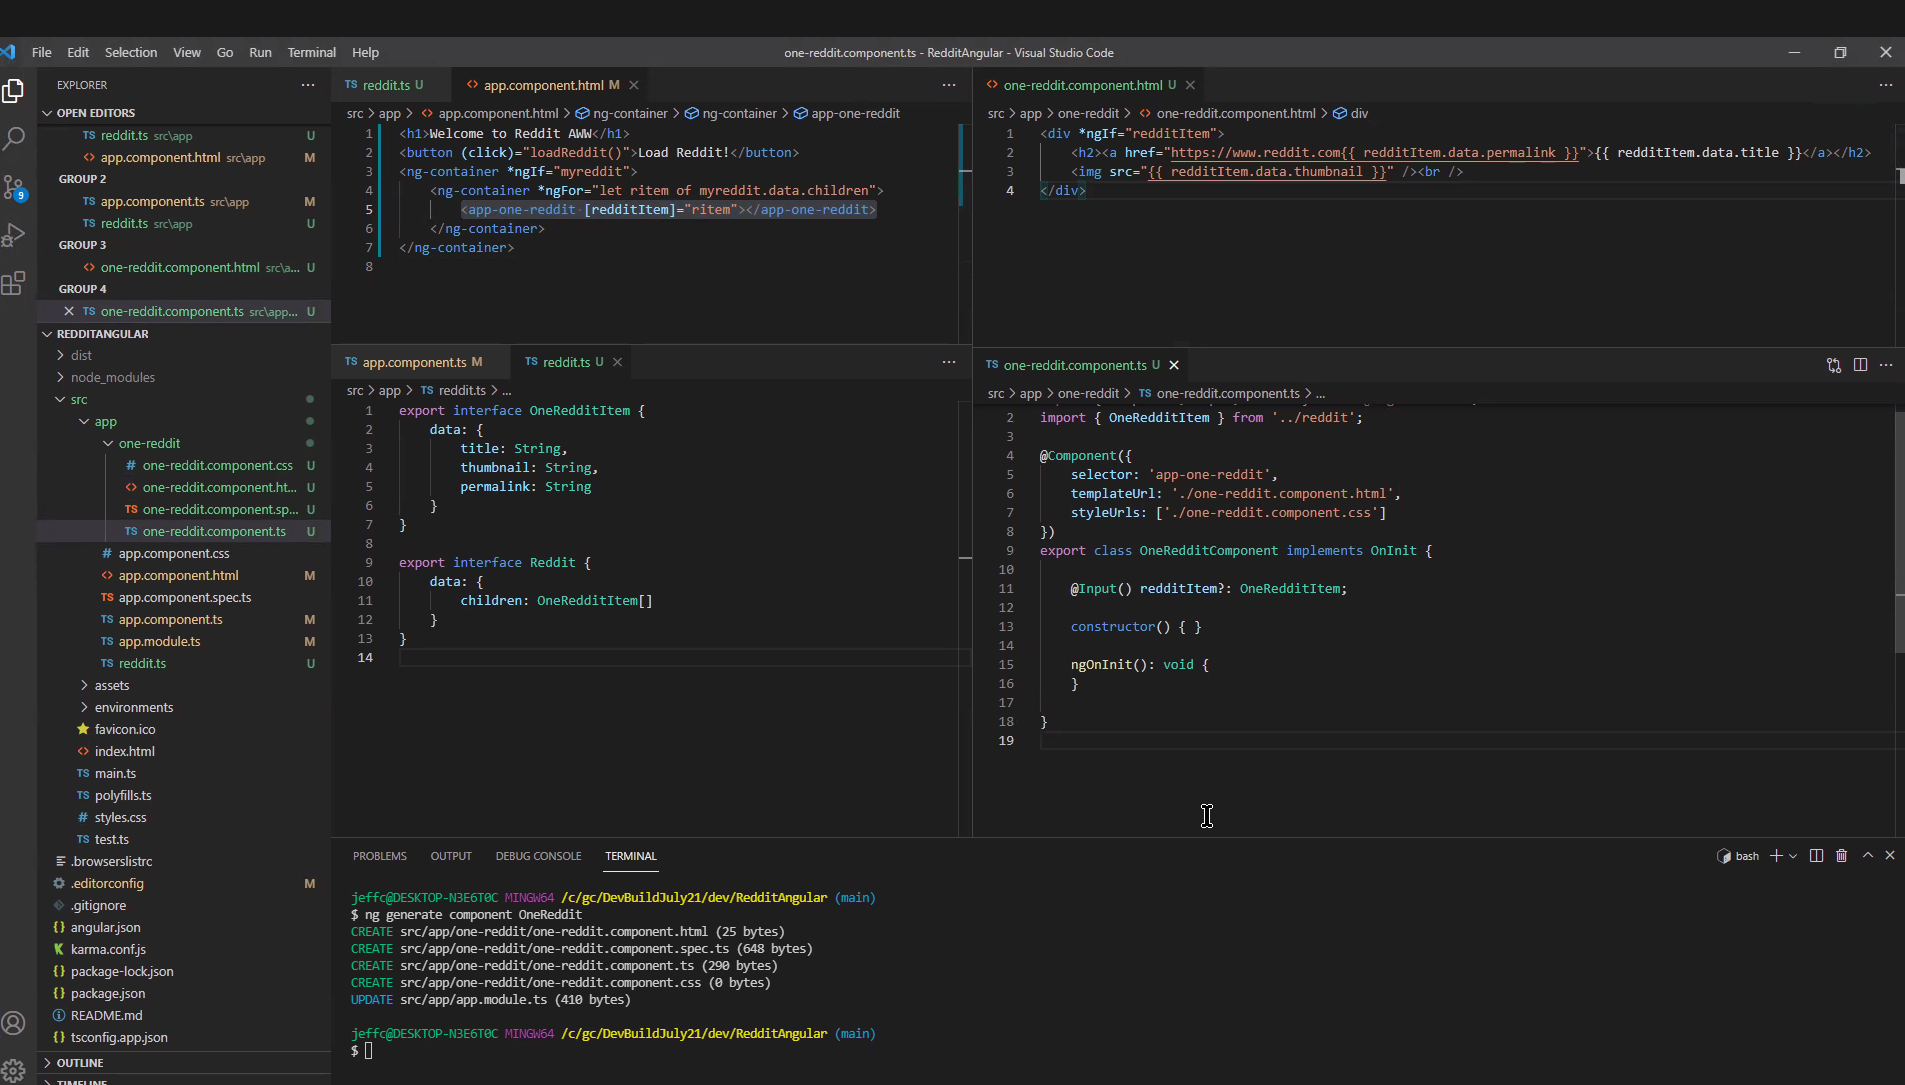 File Edit Selection View Go Run Terminal Help
one-reddit.component.ts - RedditAngular - Visual Studio Code
EXPLORER
OPEN EDITORS
reddit.ts src\app U
app.component.html src\app M
GROUP 2
app.component.ts src\app M
reddit.ts src\app U
GROUP 3
one-reddit.component.html src\a... U
GROUP 4
one-reddit.component.ts src\app... U
REDDITANGULAR
dist
node_modules
src
app
one-reddit
one-reddit.component.css U
one-reddit.component.ht... U
one-reddit.component.sp... U
one-reddit.component.ts U
app.component.css
app.component.html M
app.component.spec.ts
app.component.ts M
app.module.ts M
reddit.ts U
assets
environments
favicon.ico
index.html
main.ts
polyfills.ts
styles.css
test.ts
.browserslistrc
.editorconfig M
.gitignore
angular.json
karma.conf.js
package-lock.json
package.json
README.md
tsconfig.app.json
OUTLINE
TIMELINE
9
TS reddit.ts U
app.component.html M
src > app > app.component.html > ng-container > ng-container > app-one-reddit
1 <h1>Welcome to Reddit AWW</h1>
2 <button (click)="loadReddit()">Load Reddit!</button>
3 <ng-container *ngIf="myreddit">
4 <ng-container *ngFor="let ritem of myreddit.data.children">
5 <app-one-reddit [redditItem]="ritem"></app-one-reddit>
6 </ng-container>
7 </ng-container>
8
one-reddit.component.html U
src > app > one-reddit > one-reddit.component.html > div
1 <div *ngIf="redditItem">
2 <h2><a href="https://www.reddit.com{{ redditItem.data.permalink }}">{{ redditItem.data.title }}</a></h2>
3 <img src="{{ redditItem.data.thumbnail }}" /><br />
4 </div>
TS app.component.ts M
TS reddit.ts U
src > app > TS reddit.ts > ...
1 export interface OneRedditItem {
2 data: {
3 title: String,
4 thumbnail: String,
5 permalink: String
6 }
7 }
8
9 export interface Reddit {
10 data: {
11 children: OneRedditItem[]
12 }
13 }
14
TS one-reddit.component.ts U
src > app > one-reddit > TS one-reddit.component.ts > ...
2 import { OneRedditItem } from '../reddit';
3
4 @Component({
5 selector: 'app-one-reddit',
6 templateUrl: './one-reddit.component.html',
7 styleUrls: ['./one-reddit.component.css']
8 })
9 export class OneRedditComponent implements OnInit {
10
11 @Input() redditItem?: OneRedditItem;
12
13 constructor() { }
14
15 ngOnInit(): void {
16 }
17
18 }
19
PROBLEMS OUTPUT DEBUG CONSOLE TERMINAL
bash
jeffc@DESKTOP-N3E6T0C MINGW64 /c/gc/DevBuildJuly21/dev/RedditAngular (main)
$ ng generate component OneReddit
CREATE src/app/one-reddit/one-reddit.component.html (25 bytes)
CREATE src/app/one-reddit/one-reddit.component.spec.ts (648 bytes)
CREATE src/app/one-reddit/one-reddit.component.ts (290 bytes)
CREATE src/app/one-reddit/one-reddit.component.css (0 bytes)
UPDATE src/app/app.module.ts (410 bytes)
jeffc@DESKTOP-N3E6T0C MINGW64 /c/gc/DevBuildJuly21/dev/RedditAngular (main)
$